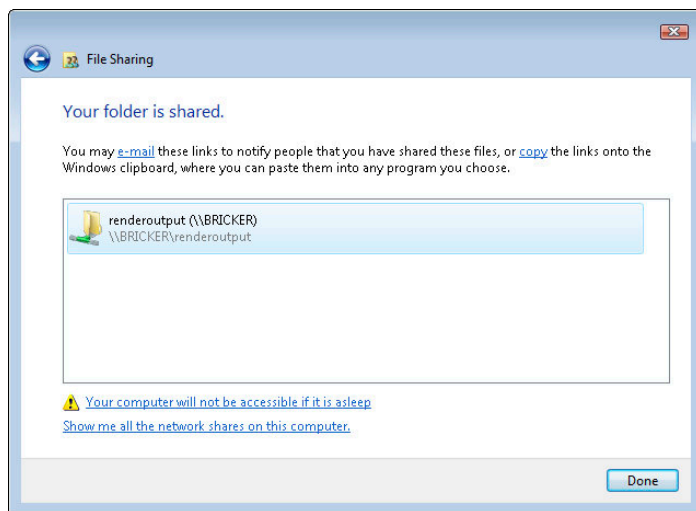 File Sharing
Your folder is shared.
You may e-mail these links to notify people that you have shared these files, or copy the links onto the
Windows clipboard, where you can paste them into any program you choose.
renderoutput (\\BRICKER)
\\BRICKER\renderoutput
Your computer will not be accessible if it is asleep
Show me all the network shares on this computer.
Done